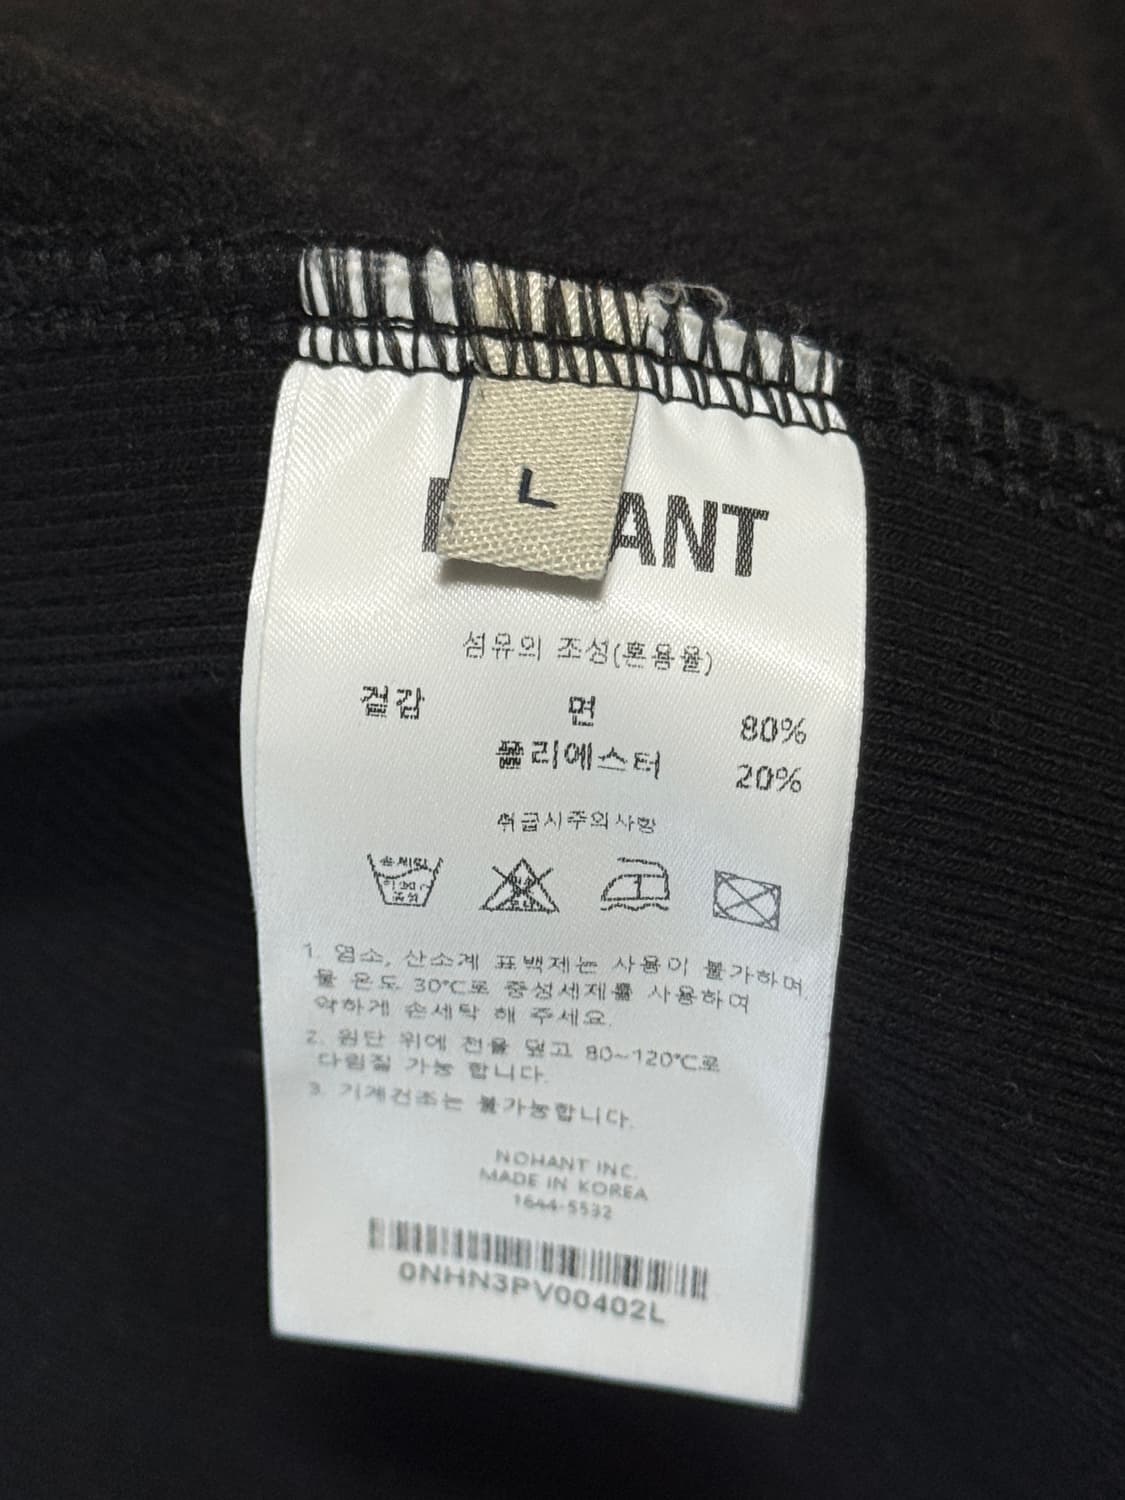 L
ANT
섬유의 조성(혼용율)
겉감 면 80%
폴리에스터 20%
취급시주의사항
손세탁
중성
1. 염소, 산소계 표백제는 사용이 불가하며,
물 온도 30℃로 중성세제를 사용하여
약하게 손세탁 해 주세요.
2. 원단 위에 천을 덮고 80~120℃로
다림질 가능 합니다.
3. 기계건조는 불가능합니다.
NOHANT INC.
MADE IN KOREA
1644-5532
0NHN3PV00402L